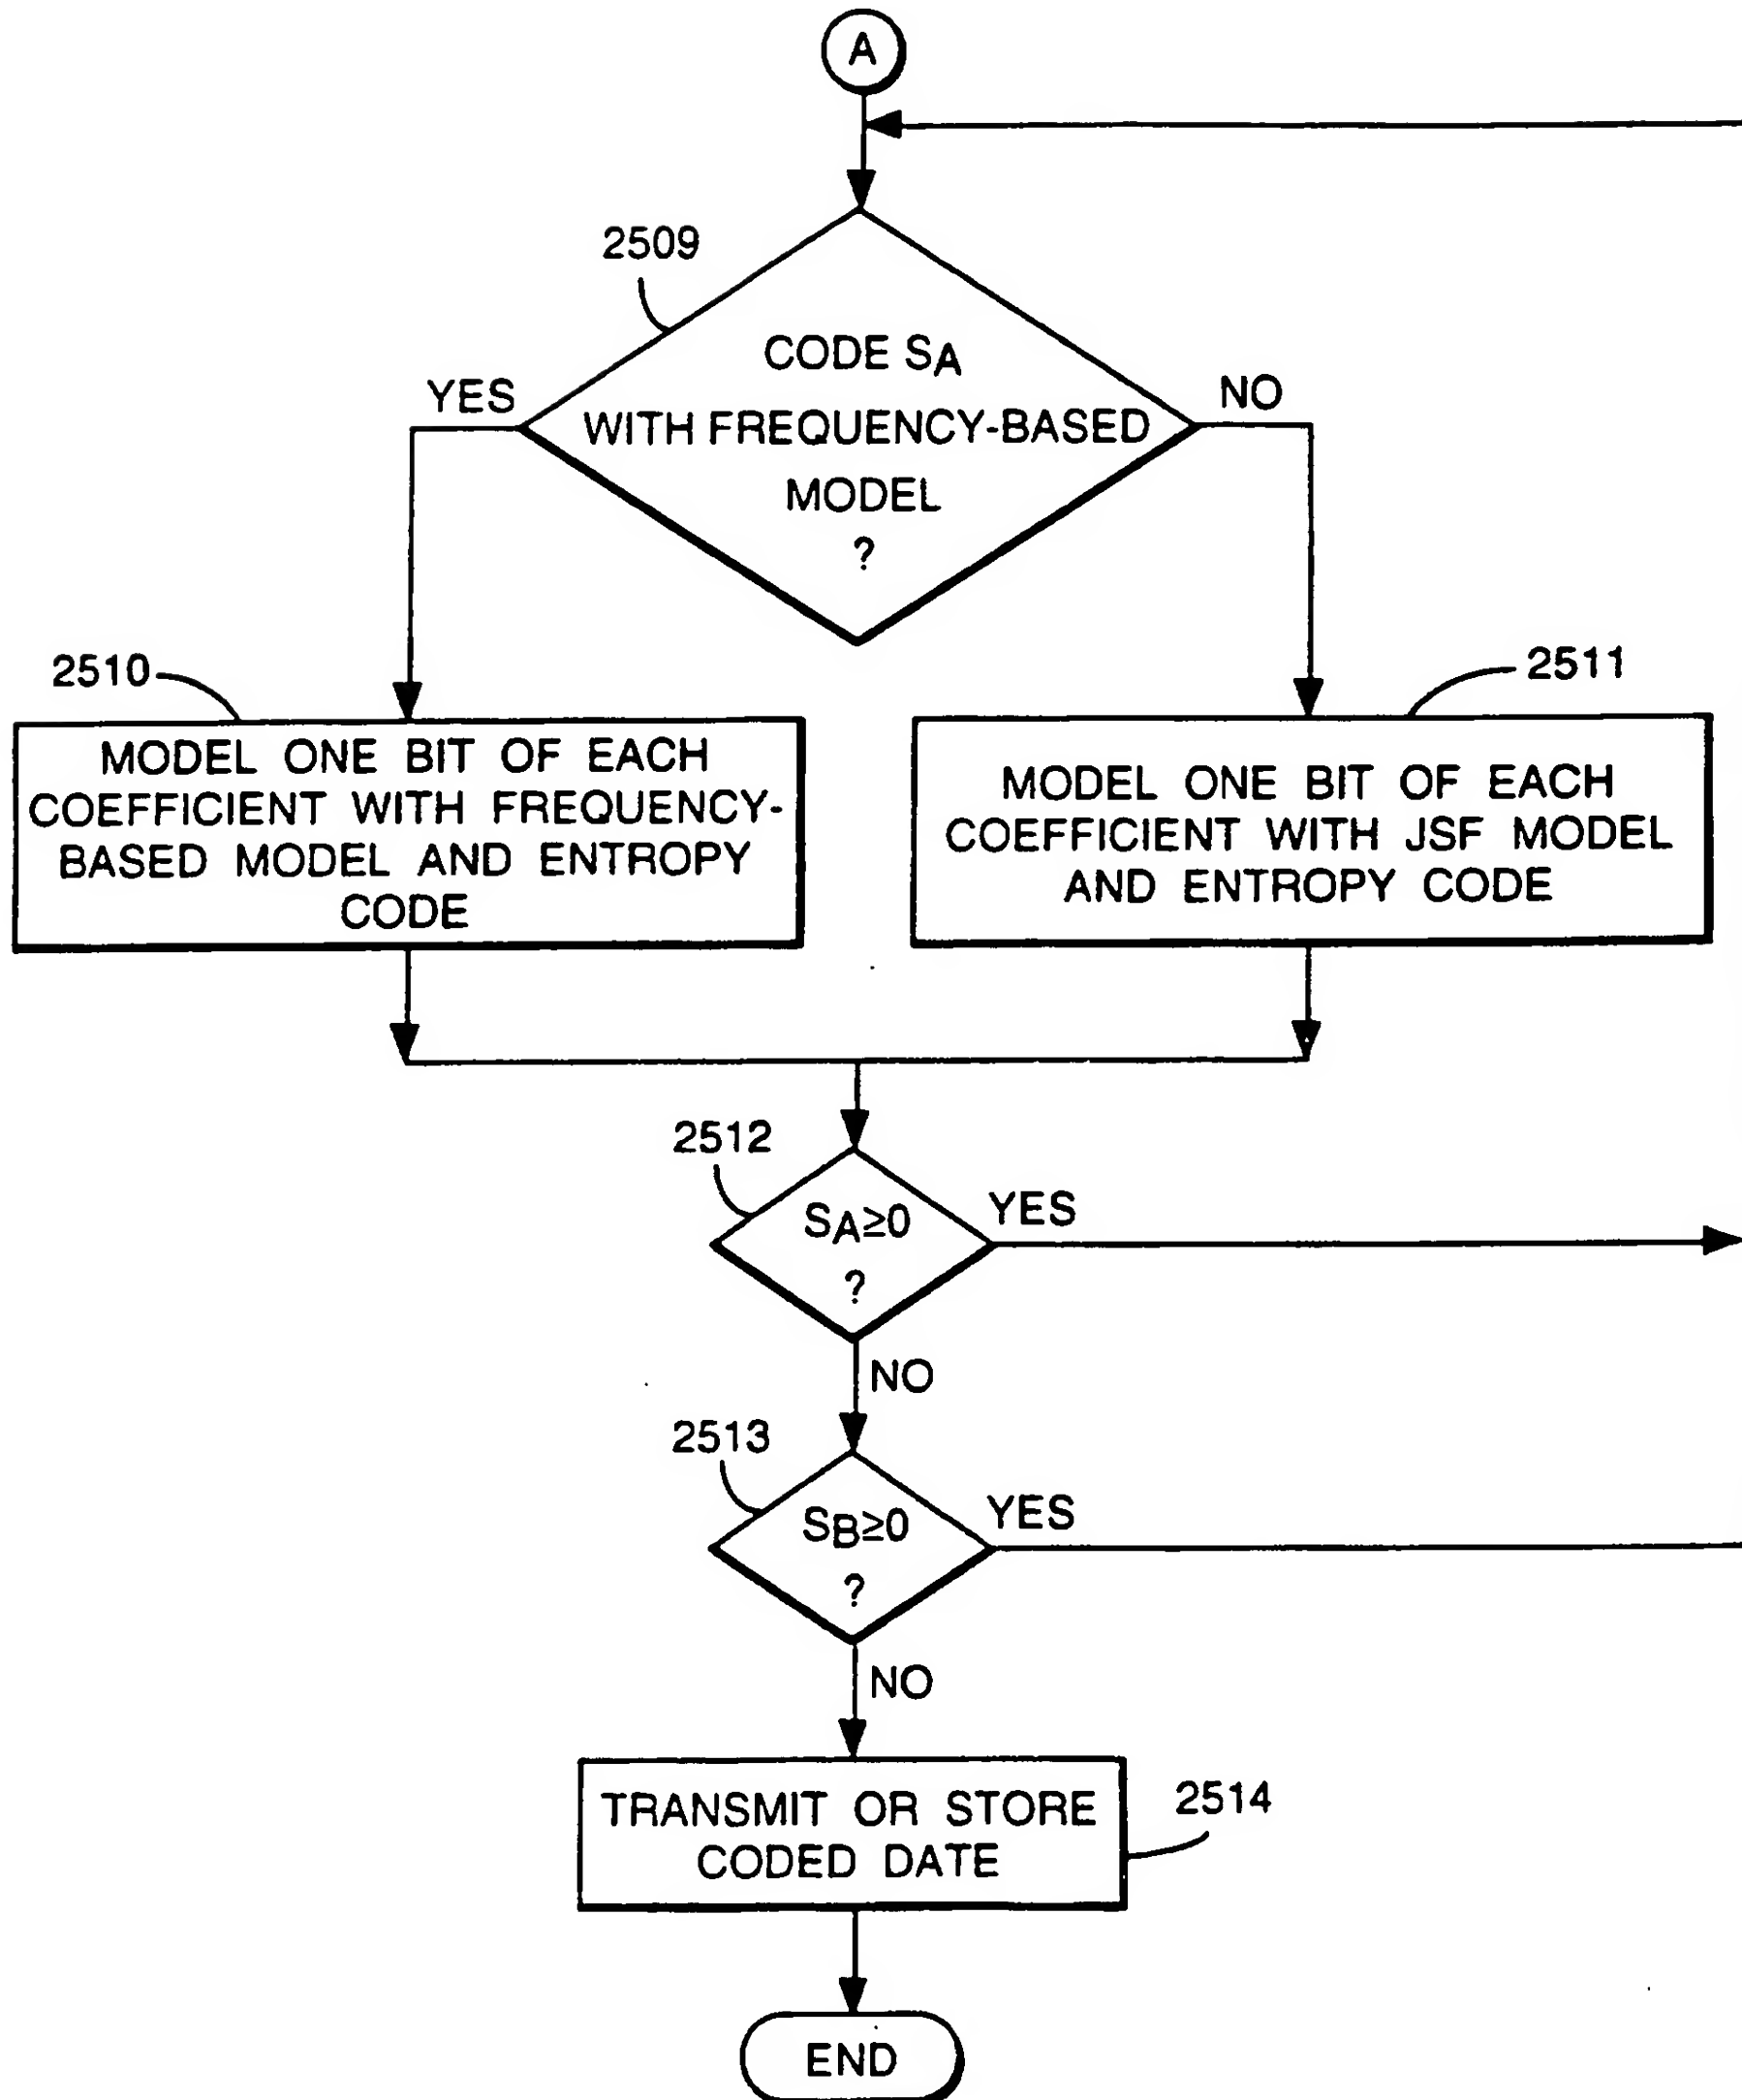 A
2509
CODE SA
WITH FREQUENCY-BASED
MODEL
?
YES
NO
2510
2511
MODEL ONE BIT OF EACH
COEFFICIENT WITH FREQUENCY-
BASED MODEL AND ENTROPY
CODE
MODEL ONE BIT OF EACH
COEFFICIENT WITH JSF MODEL
AND ENTROPY CODE
2512
SA≥0
?
YES
NO
2513
SB≥0
?
YES
NO
TRANSMIT OR STORE
CODED DATE
2514
END